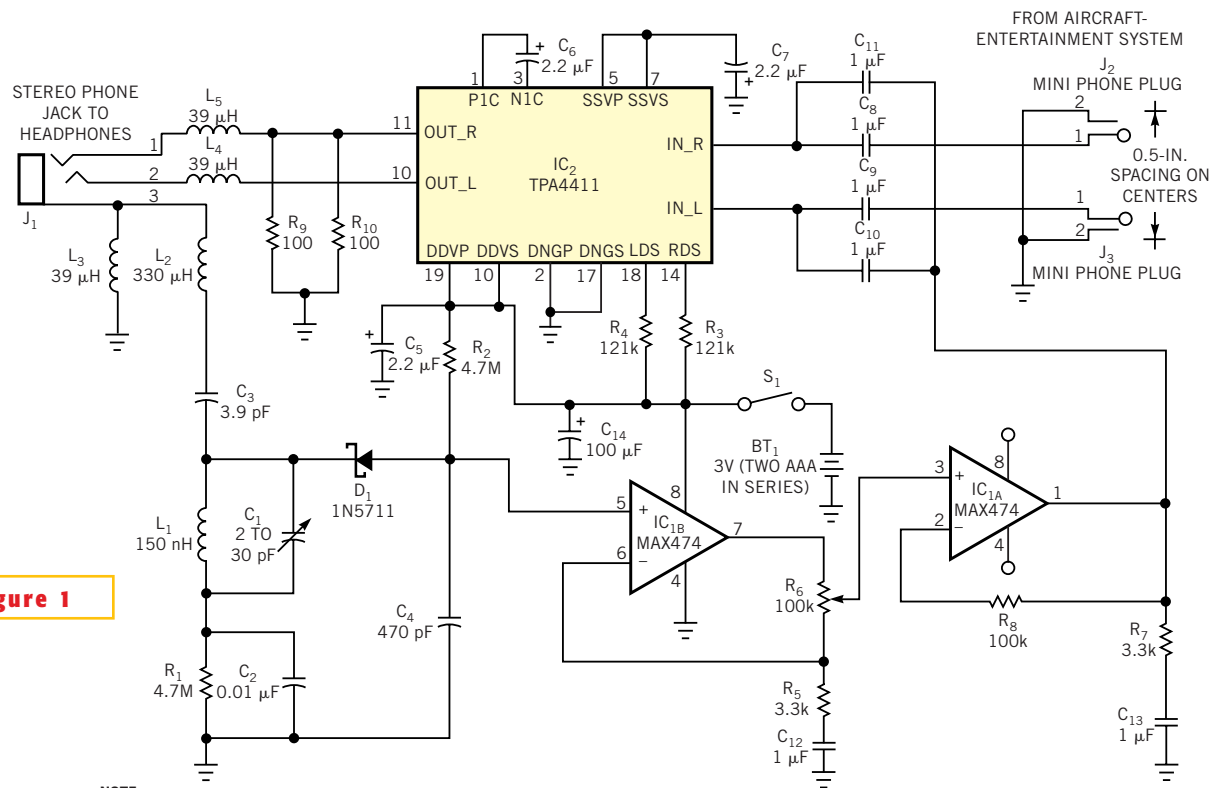 FROM AIRCRAFT-
ENTERTAINMENT SYSTEM
J2
MINI PHONE PLUG
2
1
0.5-IN.
SPACING ON
CENTERS
1
2
J3
MINI PHONE PLUG
C11
1 μF
C8
1 μF
C9
1 μF
C10
1 μF
C6
2.2 μF
+
C7
2.2 μF
+
1
3
5
7
P1C
N1C
SSVP
SSVS
STEREO PHONE
JACK TO
HEADPHONES
L5
39 μH
L4
39 μH
1
2
3
J1
11
OUT_R
10
OUT_L
IC2
TPA4411
IN_R
IN_L
DDVP
DDVS
DNGP
DNGS
LDS
RDS
19
10
2
17
18
14
R9
100
R10
100
L3
39 μH
L2
330 μH
+
C5
2.2 μF
R2
4.7M
R4
121k
R3
121k
+
C14
100 μF
S1
BT1
3V (TWO AAA
IN SERIES)
C3
3.9 pF
D1
1N5711
L1
150 nH
C1
2 TO
30 pF
5
+
6
–
8
IC1B
MAX474
7
4
3
+
2
–
8
IC1A
MAX474
1
4
R6
100k
R8
100k
R7
3.3k
Figure 1
gure 1
C4
470 pF
R1
4.7M
C2
0.01 μF
R5
3.3k
C12
1 μF
C13
1 μF